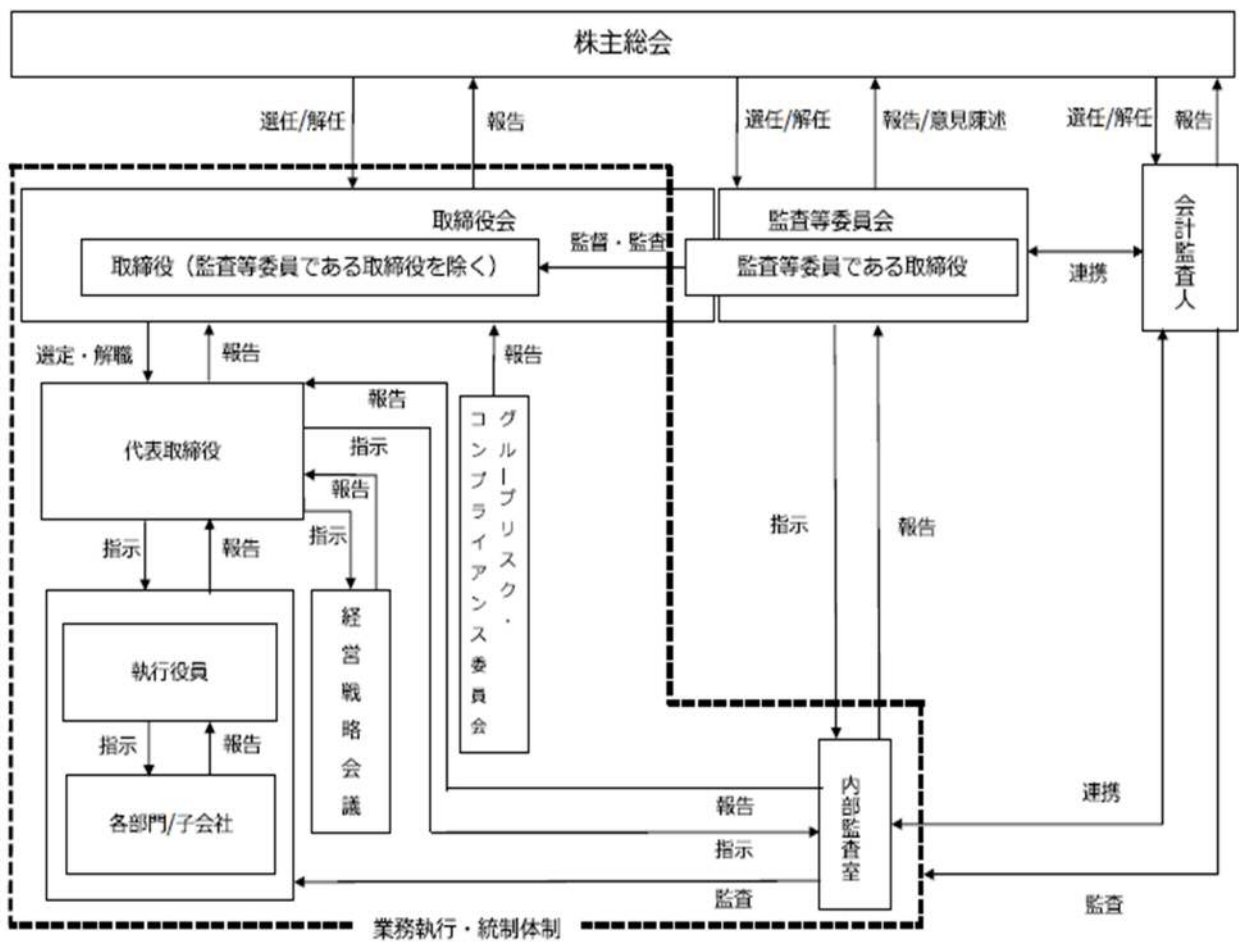 株主総会
選任/解任
報告
選任/解任
報告/意見陳述
選任/解任
報告
取締役会
監査等委員会
会計監査人
監督・監査
取締役（監査等委員である取締役を除く）
監査等委員である取締役
連携
選定・解職
報告
報告
報告
代表取締役
指示
報告
指示
グループリスク・
コンプライアンス委員会
指示
報告
指示
報告
経営戦略会議
執行役員
指示
報告
各部門/子会社
内部監査室
報告
指示
監査
連携
監査
業務執行・統制体制